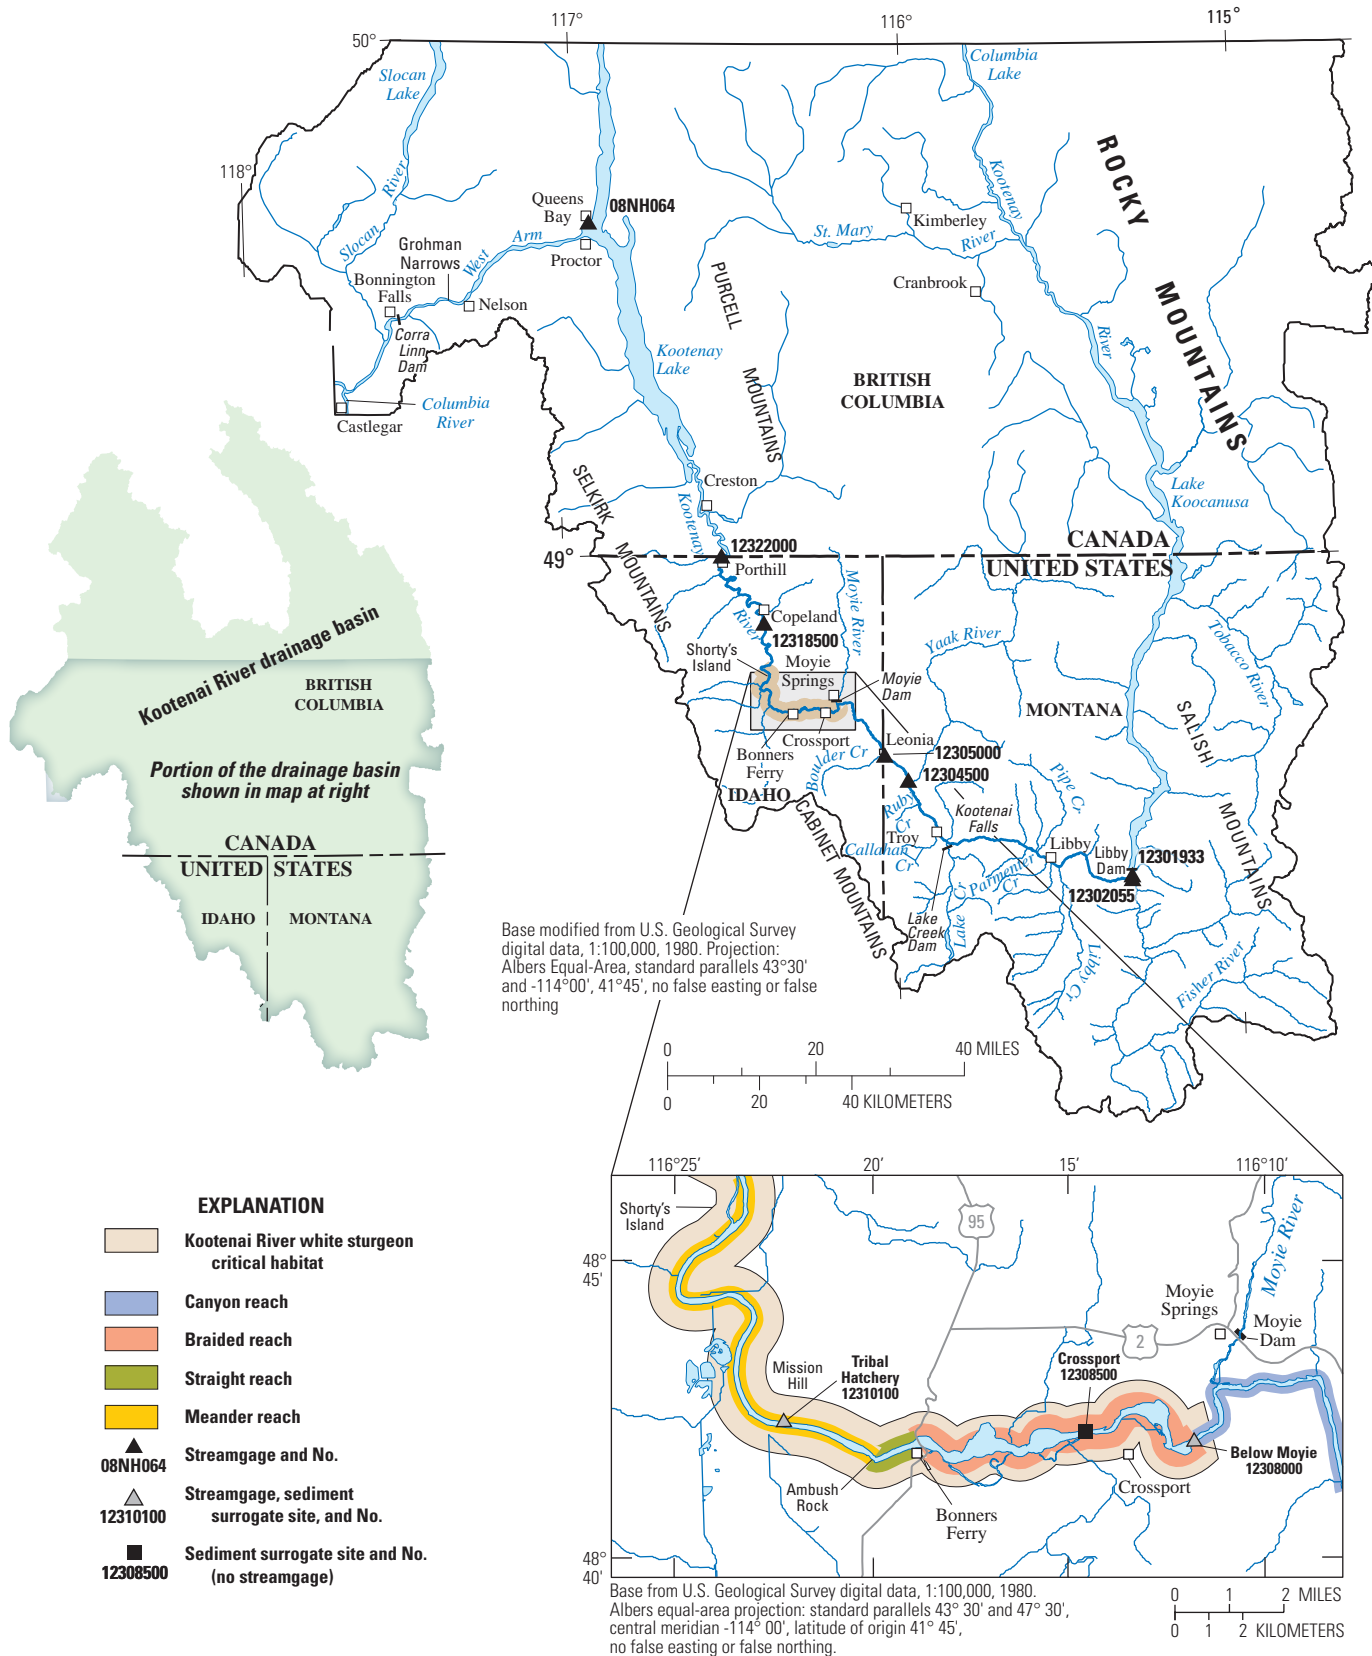 117°
116°
115°
50°
118°
Slocan
Lake
Columbia
Lake
ROCKY
MOUNTAINS
Slocan
River
Kootenay
River
Queens
Bay
08NH064
Kimberley
St. Mary
River
Grohman
Narrows
West
Arm
Proctor
Bonnington
Falls
Nelson
Cranbrook
PURCELL
MOUNTAINS
Corra
Linn
Dam
Kootenay
Lake
BRITISH
COLUMBIA
Columbia
River
Castlegar
SELKIRK
MOUNTAINS
Creston
Kootenay
River
Lake
Koocanusa
49°
12322000
CANADA
UNITED STATES
Porthill
Moyie River
Copeland
12318500
Yaak River
Tobacco River
Shorty's
Island
Moyie
Springs
Moyie
Dam
MONTANA
SALISH
MOUNTAINS
Leonia
12305000
Crossport
Bonners
Ferry
Boulder Cr
12304500
IDAHO
CABINET MOUNTAINS
Ruby
Cr
Kootenai
Falls
Pipe Cr
Troy
Callahan
Cr
Libby
Libby
Dam
12301933
12302055
Parmenter
Cr
Lake
Creek
Dam
Lake Cr
Libby Cr
Fisher River
Kootenai River drainage basin
BRITISH
COLUMBIA
Portion of the drainage basin
shown in map at right
CANADA
UNITED STATES
IDAHO
MONTANA
Base modified from U.S. Geological Survey
digital data, 1:100,000, 1980. Projection:
Albers Equal-Area, standard parallels 43°30'
and -114°00', 41°45', no false easting or false
northing
0 20 40 MILES
0 20 40 KILOMETERS
EXPLANATION
Kootenai River white sturgeon
critical habitat
Canyon reach
Braided reach
Straight reach
Meander reach
08NH064
Streamgage and No.
12310100
Streamgage, sediment
surrogate site, and No.
12308500
Sediment surrogate site and No.
(no streamgage)
116°25' 20' 15' 116°10'
48°
45'
48°
40'
Shorty's
Island
95
Moyie River
Moyie
Springs
Moyie
Dam
2
Mission
Hill
Tribal
Hatchery
12310100
Crossport
12308500
Below Moyie
12308000
Ambush
Rock
Bonners
Ferry
Crossport
Base from U.S. Geological Survey digital data, 1:100,000, 1980.
Albers equal-area projection: standard parallels 43° 30' and 47° 30',
central meridian -114° 00', latitude of origin 41° 45',
no false easting or false northing.
0 1 2 MILES
0 1 2 KILOMETERS